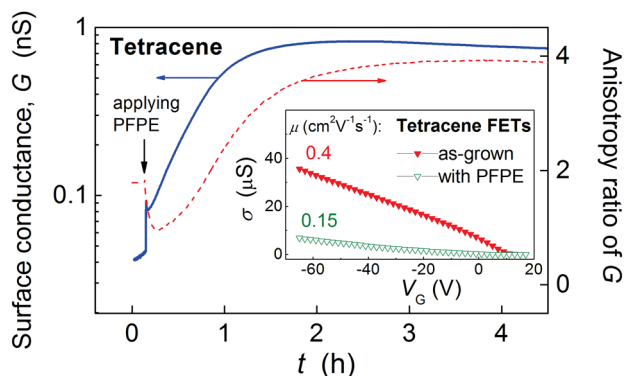 Tetracene
applying
PFPE
Surface conductance, G (nS)
1
0.1
Anisotropy ratio of G
4
2
0
0
1
2
3
4
t (h)
μ (cm²V⁻¹s⁻¹):
Tetracene FETs
0.4
as-grown
with PFPE
0.15
σ (μS)
40
20
0
-60
-40
-20
0
20
V_G (V)